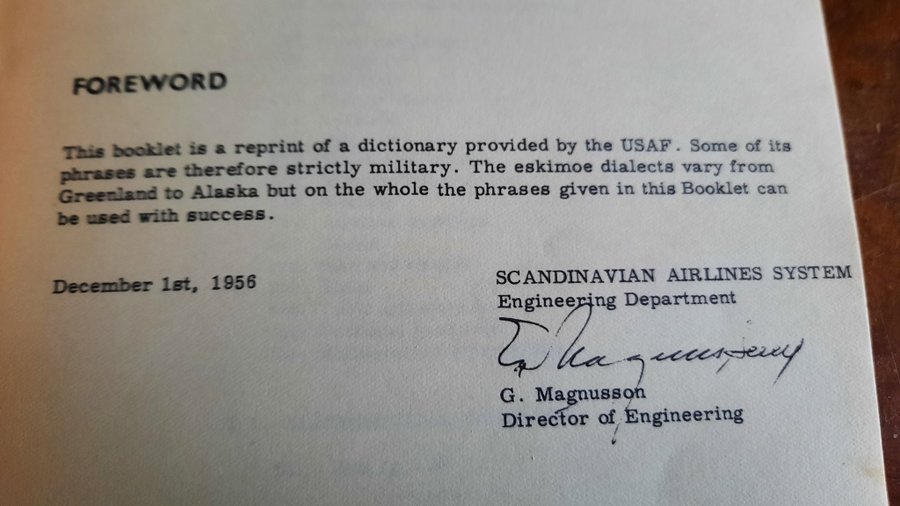 FOREWORD
This booklet is a reprint of a dictionary provided by the USAF. Some of its
phrases are therefore strictly military. The eskimoe dialects vary from
Greenland to Alaska but on the whole the phrases given in this Booklet can
be used with success.
December 1st, 1956
SCANDINAVIAN AIRLINES SYSTEM
Engineering Department
G. Magnusson
Director of Engineering